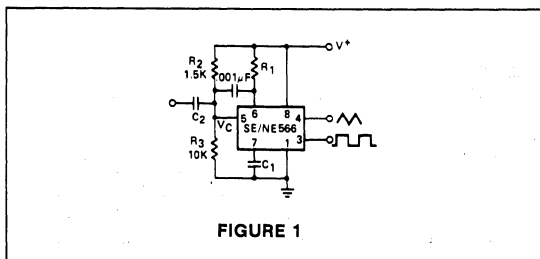 V+
R2
1.5K
.001µF
R1
C2
VC
5
6
8
4
SE/NE566
3
7
1
R3
10K
C1
FIGURE 1